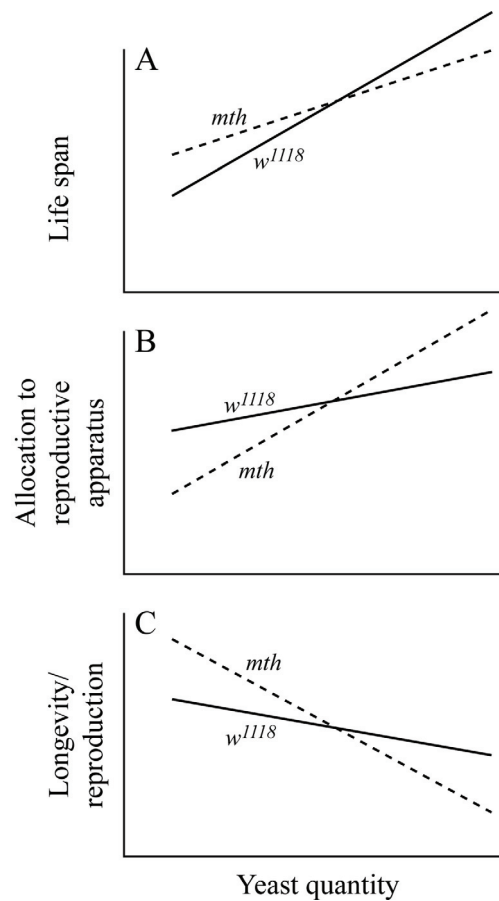 A
Life span
mth
w1118
B
Allocation to
reproductive
apparatus
w1118
mth
C
Longevity/
reproduction
mth
w1118
Yeast quantity